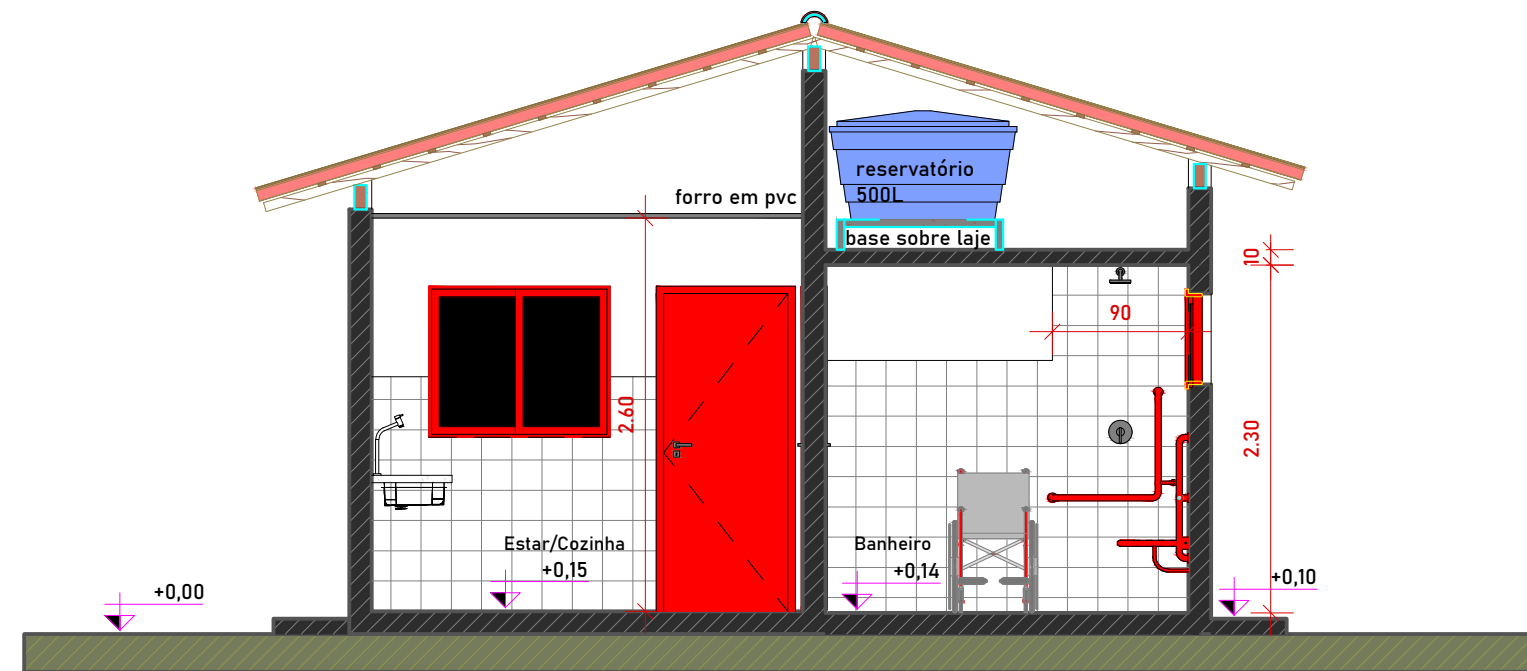 reservatório
500L
forro em pvc
base sobre laje
10
90
2.60
2.30
Estar/Cozinha
+0,15
Banheiro
+0,14
+0,00
+0,10